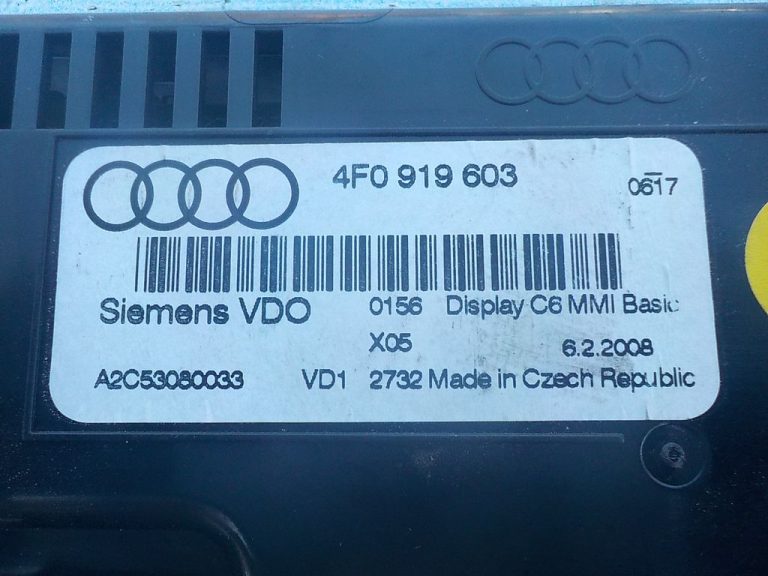 4F0 919 603
0617
Siemens VDO 0156 Display C6 MMI Basic
X05 6.2.2008
A2C53080033 VD1 2732 Made in Czech Republic